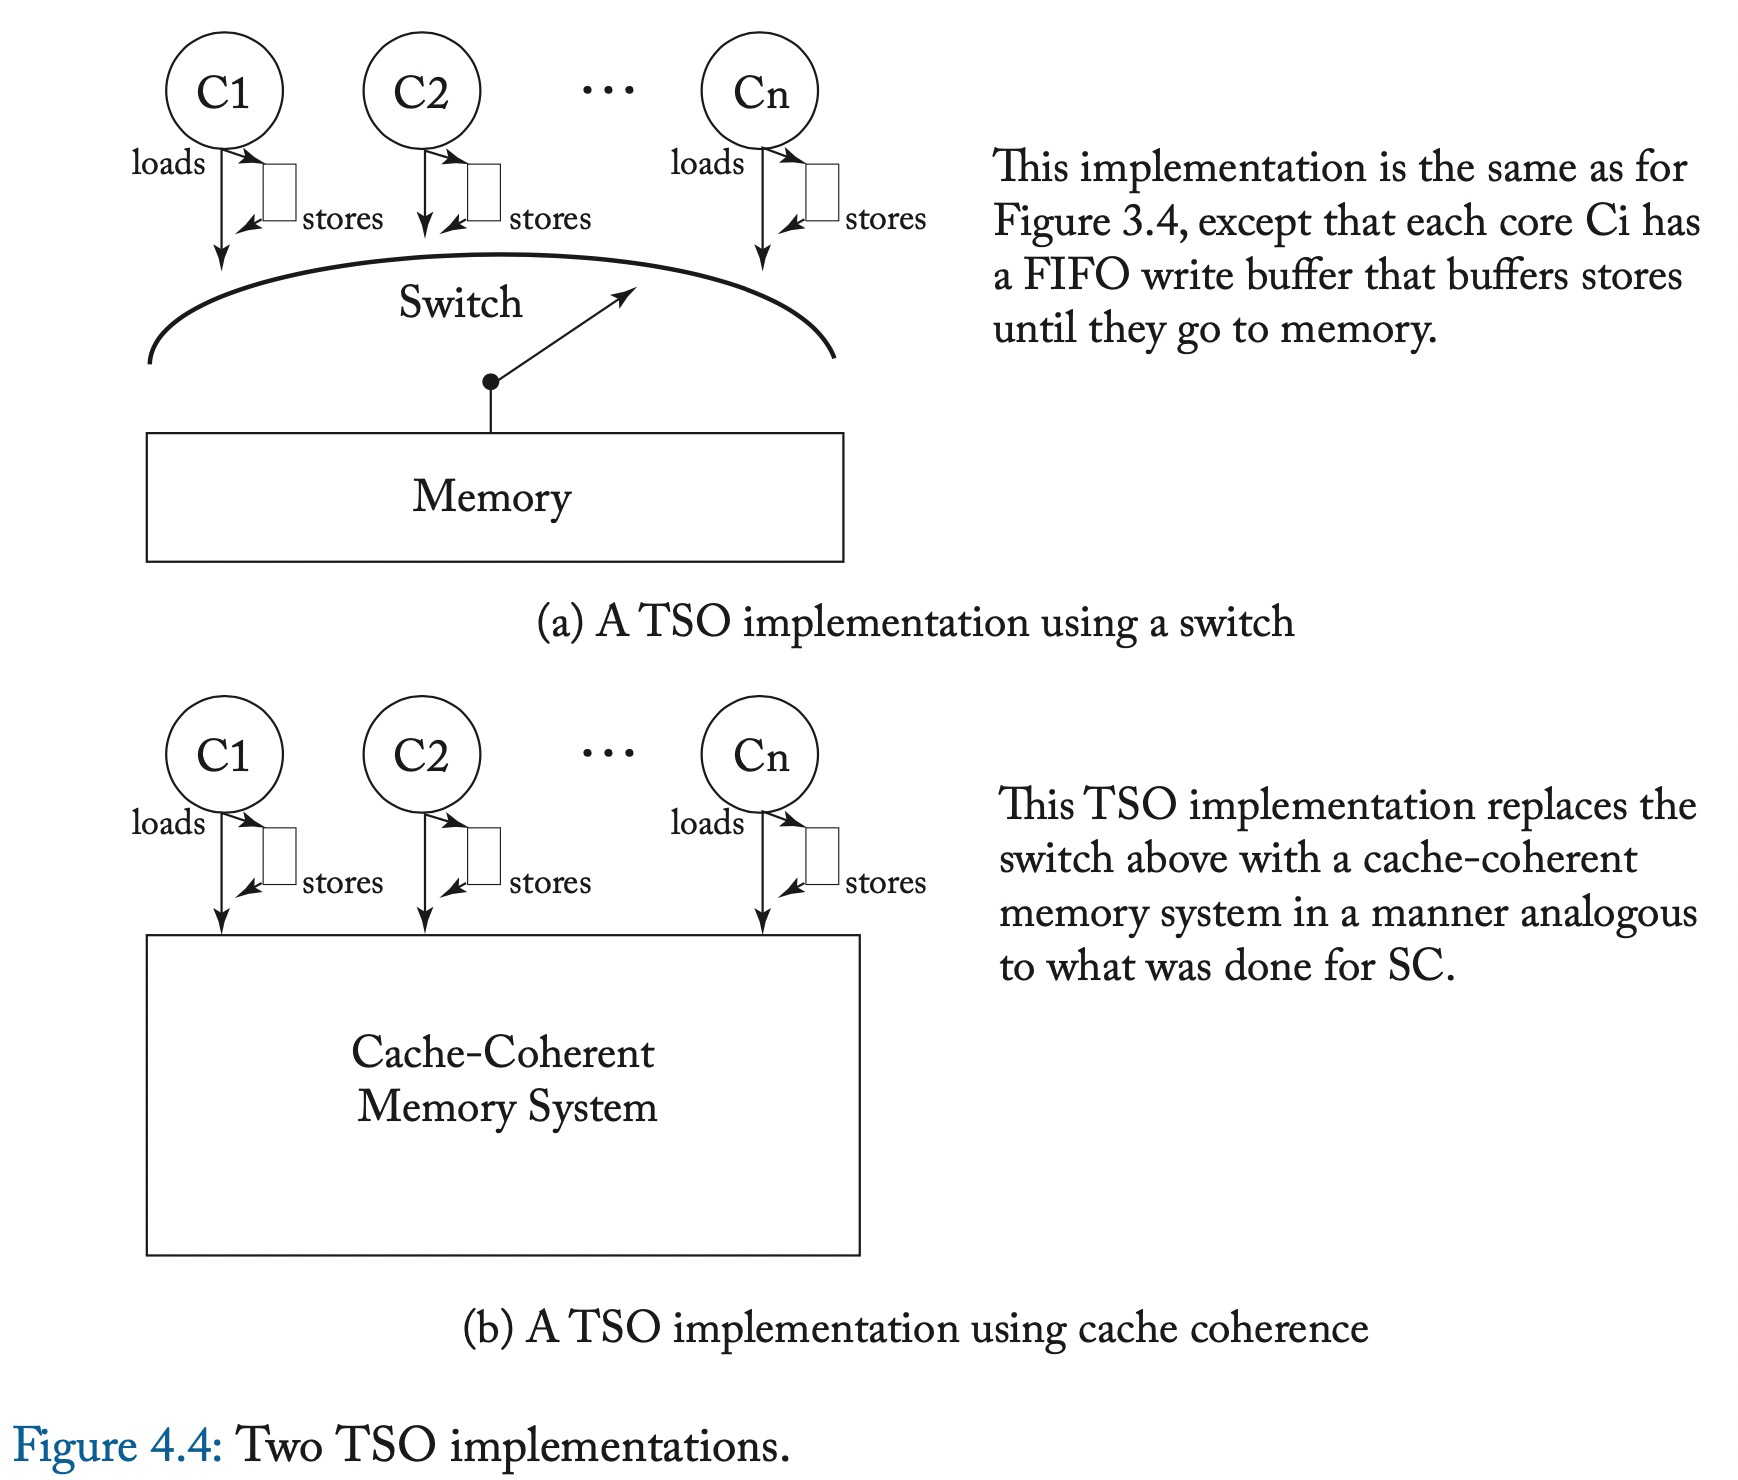 C1 C2 ··· Cn
loads loads
stores stores stores
This implementation is the same as for
Figure 3.4, except that each core Ci has
a FIFO write buffer that buffers stores
until they go to memory.
Switch
Memory
(a) A TSO implementation using a switch
C1 C2 ··· Cn
loads loads
stores stores stores
This TSO implementation replaces the
switch above with a cache-coherent
memory system in a manner analogous
to what was done for SC.
Cache-Coherent
Memory System
(b) A TSO implementation using cache coherence
Figure 4.4: Two TSO implementations.